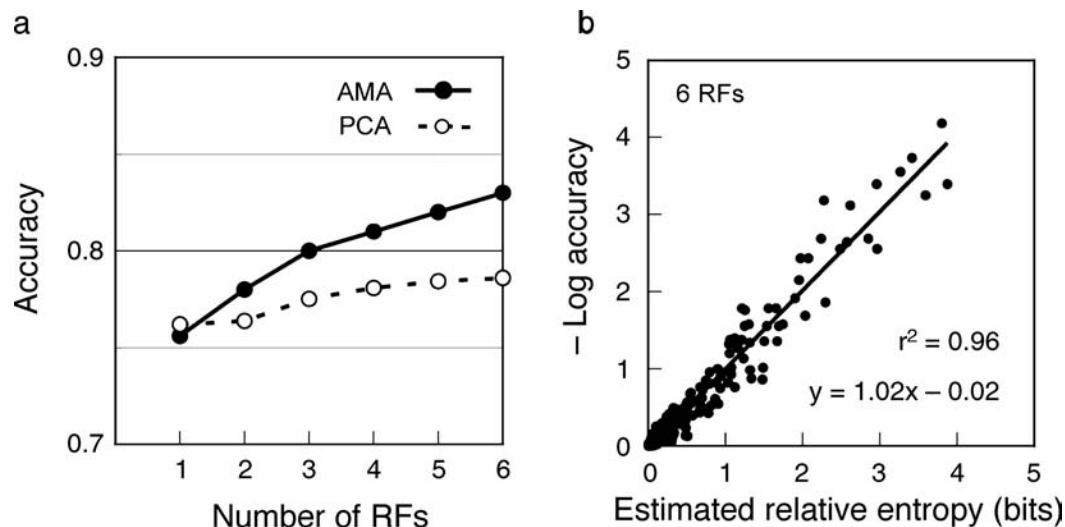 a
0.9
AMA
PCA
0.8
0.7
Accuracy
1 2 3 4 5 6
Number of RFs
b
-5
6 RFs
-4
-3
-2
-1
0
– Log accuracy
r² = 0.96
y = 1.02x – 0.02
0 1 2 3 4 5
Estimated relative entropy (bits)